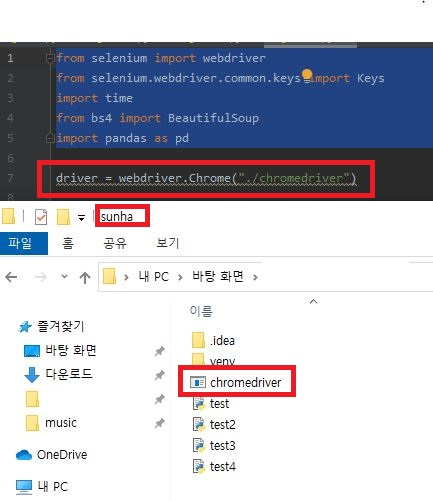 1 from selenium import webdriver
2 from selenium.webdriver.common.keys import Keys
3 import time
4 from bs4 import BeautifulSoup
5 import pandas as pd
6
7 driver = webdriver.Chrome("./chromedriver")
8
sunha
파일 홈 공유 보기
내 PC > 바탕 화면 >
이름
즐겨찾기
바탕 화면
다운로드
music
OneDrive
내 PC
.idea
venv
chromedriver
test
test2
test3
test4